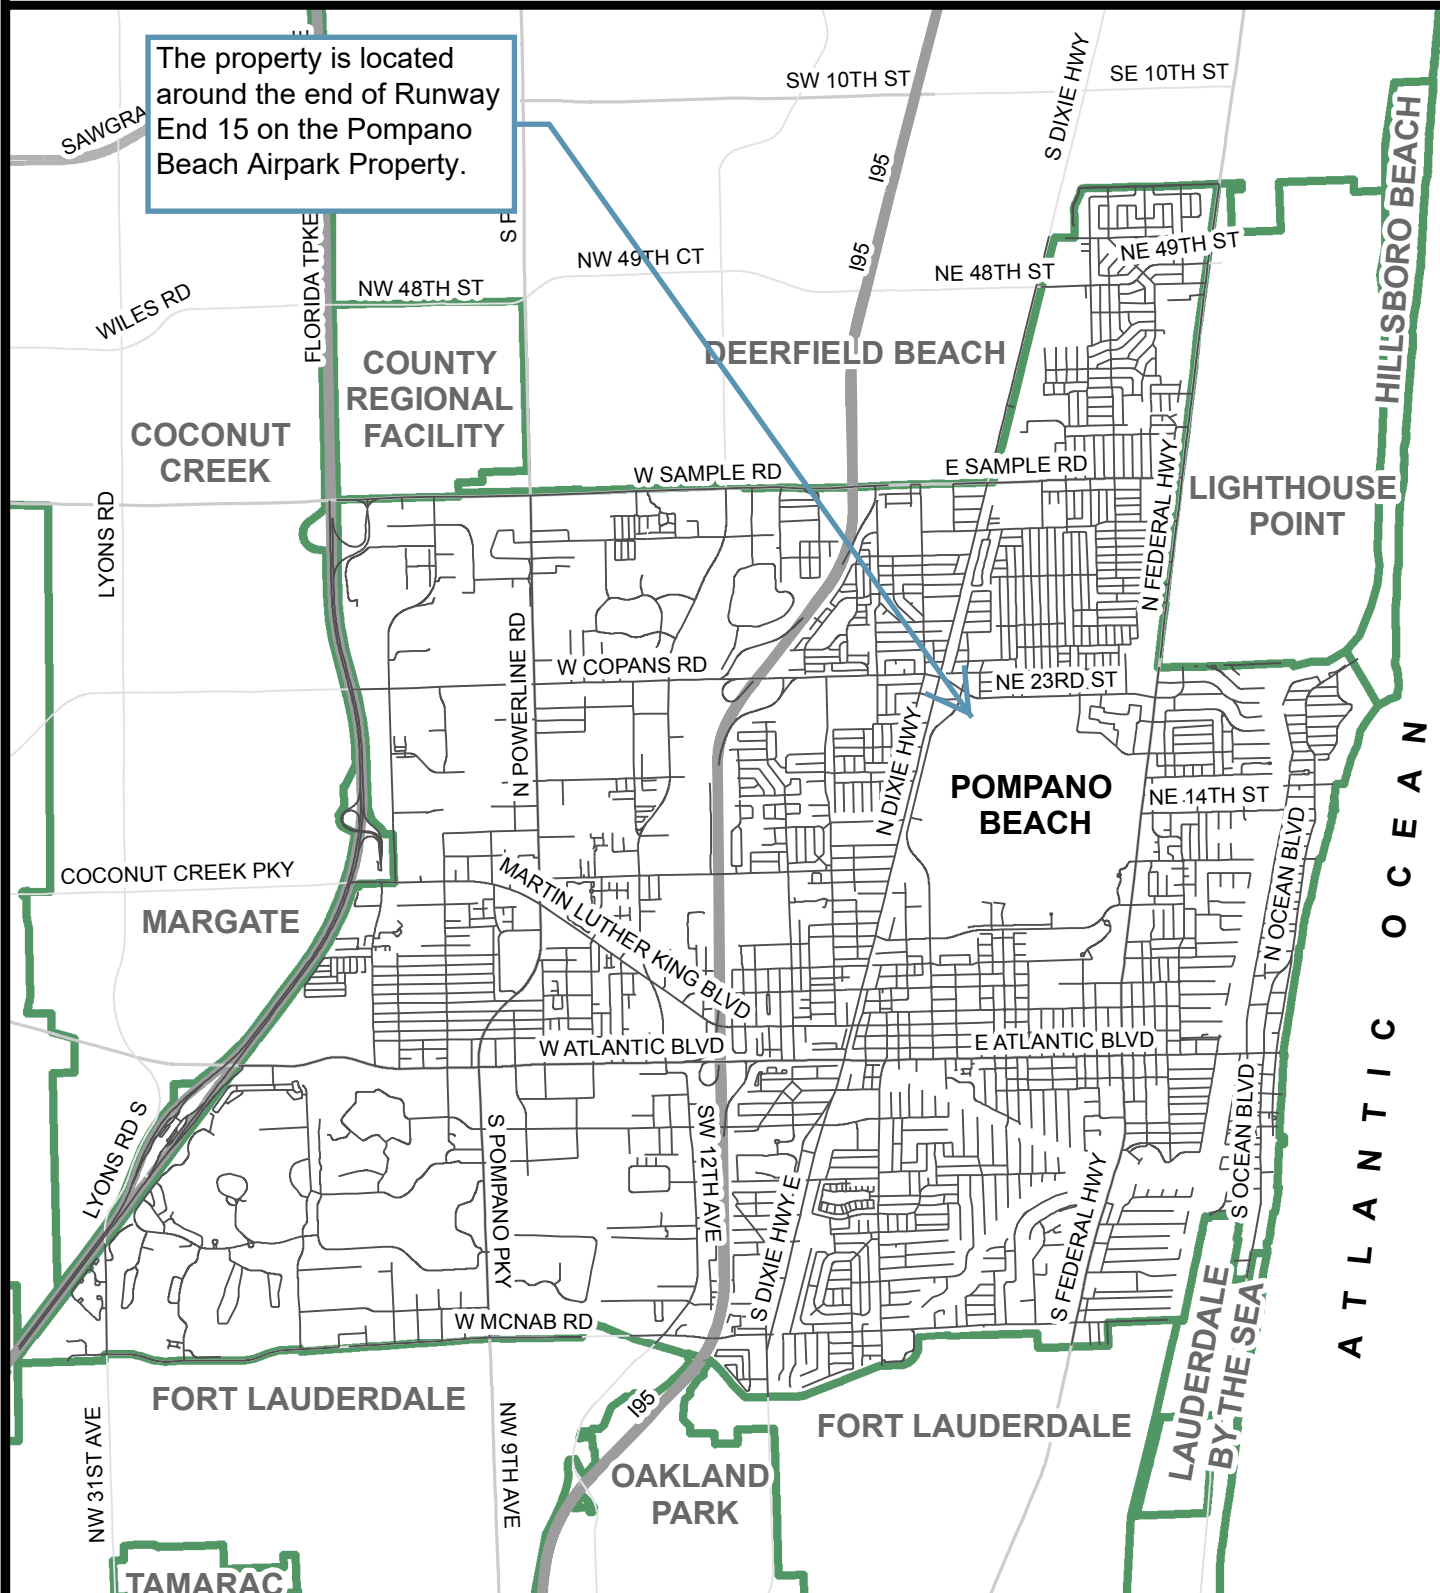 The property is located
around the end of Runway
End 15 on the Pompano
Beach Airpark Property.
SW 10TH ST
SE 10TH ST
S DIXIE HWY
I95
HILLSBORO BEACH
FLORIDA TPKE
I95
NW 49TH CT
NE 49TH ST
NE 48TH ST
NW 48TH ST
WILES RD
COUNTY
REGIONAL
FACILITY
DEERFIELD BEACH
COCONUT
CREEK
W SAMPLE RD
E SAMPLE RD
LYONS RD
N FEDERAL HWY
LIGHTHOUSE
POINT
N POWERLINE RD
W COPANS RD
NE 23RD ST
N DIXIE HWY
POMPANO
BEACH
NE 14TH ST
N OCEAN BLVD
ATLANTIC OCEAN
COCONUT CREEK PKY
MARGATE
MARTIN LUTHER KING BLVD
W ATLANTIC BLVD
E ATLANTIC BLVD
LYONS RD S
S POMPANO PKY
SW 12TH AVE
S DIXIE HWY E
S FEDERAL HWY
S OCEAN BLVD
W MCNAB RD
LAUDERDALE
BY THE SEA
FORT LAUDERDALE
FORT LAUDERDALE
I95
NW 31ST AVE
NW 9TH AVE
OAKLAND
PARK
TAMARAC